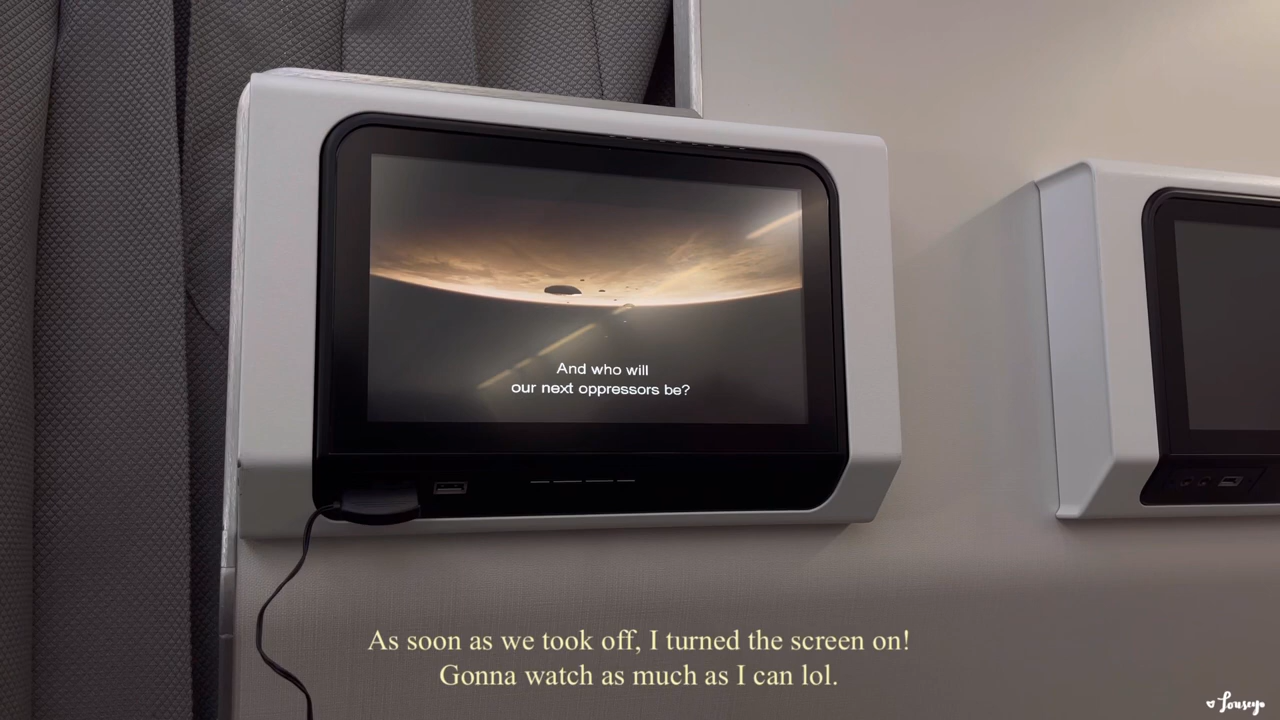 And who will
our next oppressors be?
As soon as we took off, I turned the screen on!
Gonna watch as much as I can lol.